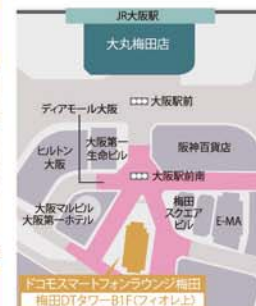 JR大阪駅
大丸梅田店
大阪駅前
ディアモール大阪
ヒルトン
大阪
大阪第一
生命ビル
阪神百貨店
大阪駅前南
大阪マルビル
大阪第一ホテル
梅田
スクエア
ビル
E-MA
ドコモスマートフォンラウンジ梅田
梅田DTタワーB1F(フィオレ上)